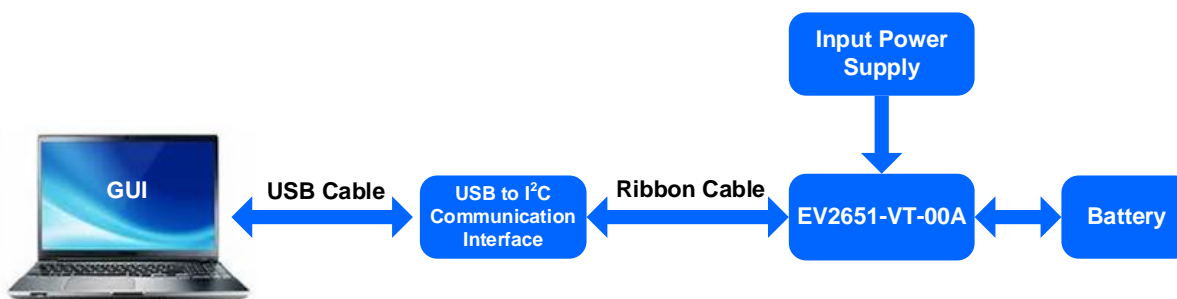 Input Power
Supply
GUI
USB Cable
USB to I²C
Communication
Interface
Ribbon Cable
EV2651-VT-00A
Battery